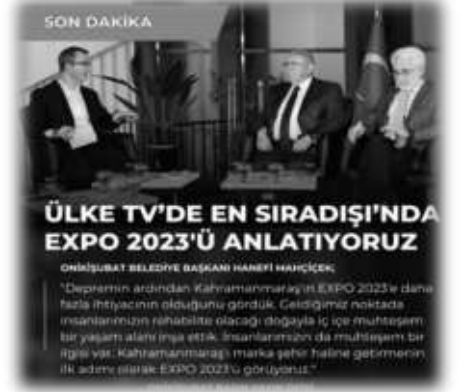 SON DAKİKA
ÜLKE TV'DE EN SIRADIŞI'NDA
EXPO 2023'Ü ANLATIYORUZ
ONİKİŞUBAT BELEDİYE BAŞKANI HANEFİ MAHÇİÇEK;
"Depremin ardından Kahramanmaraş'ın EXPO 2023'e daha
fazla ihtiyacının olduğunu gördük. Geldiğimiz noktada
insanlarımızın rehabilite olacağı doğayla iç içe muhteşem
bir yaşam alanı inşa ettik. İnsanlarımızın da muhteşem bir
ilgisi var. Kahramanmaraş'ı marka şehir haline getirmenin
ilk adımı olarak EXPO 2023'ü görüyoruz."